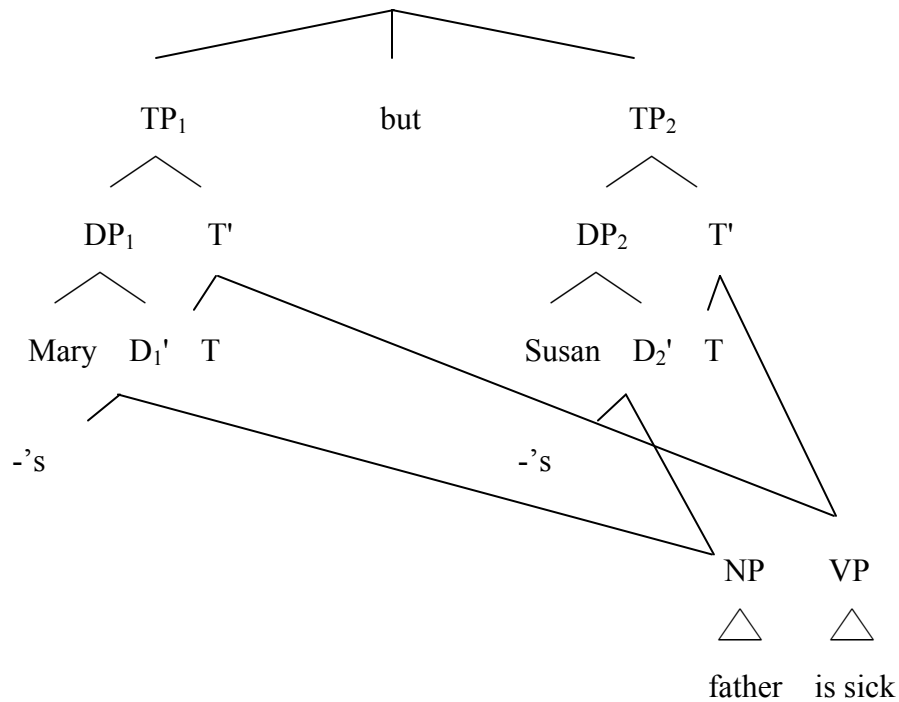 TP₁ but TP₂
DP₁ T' DP₂ T'
Mary D₁' T Susan D₂' T
-’s -’s
NP VP
father is sick